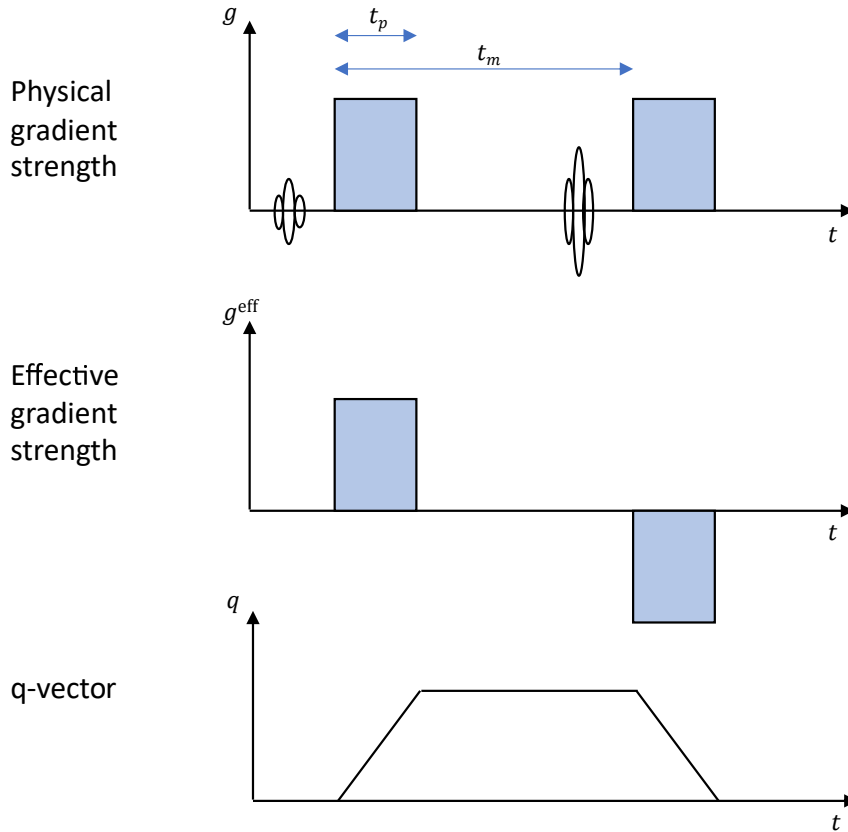 g
t_p
t_m
Physical
gradient
strength
t
g^eff
Effective
gradient
strength
t
q
q-vector
t